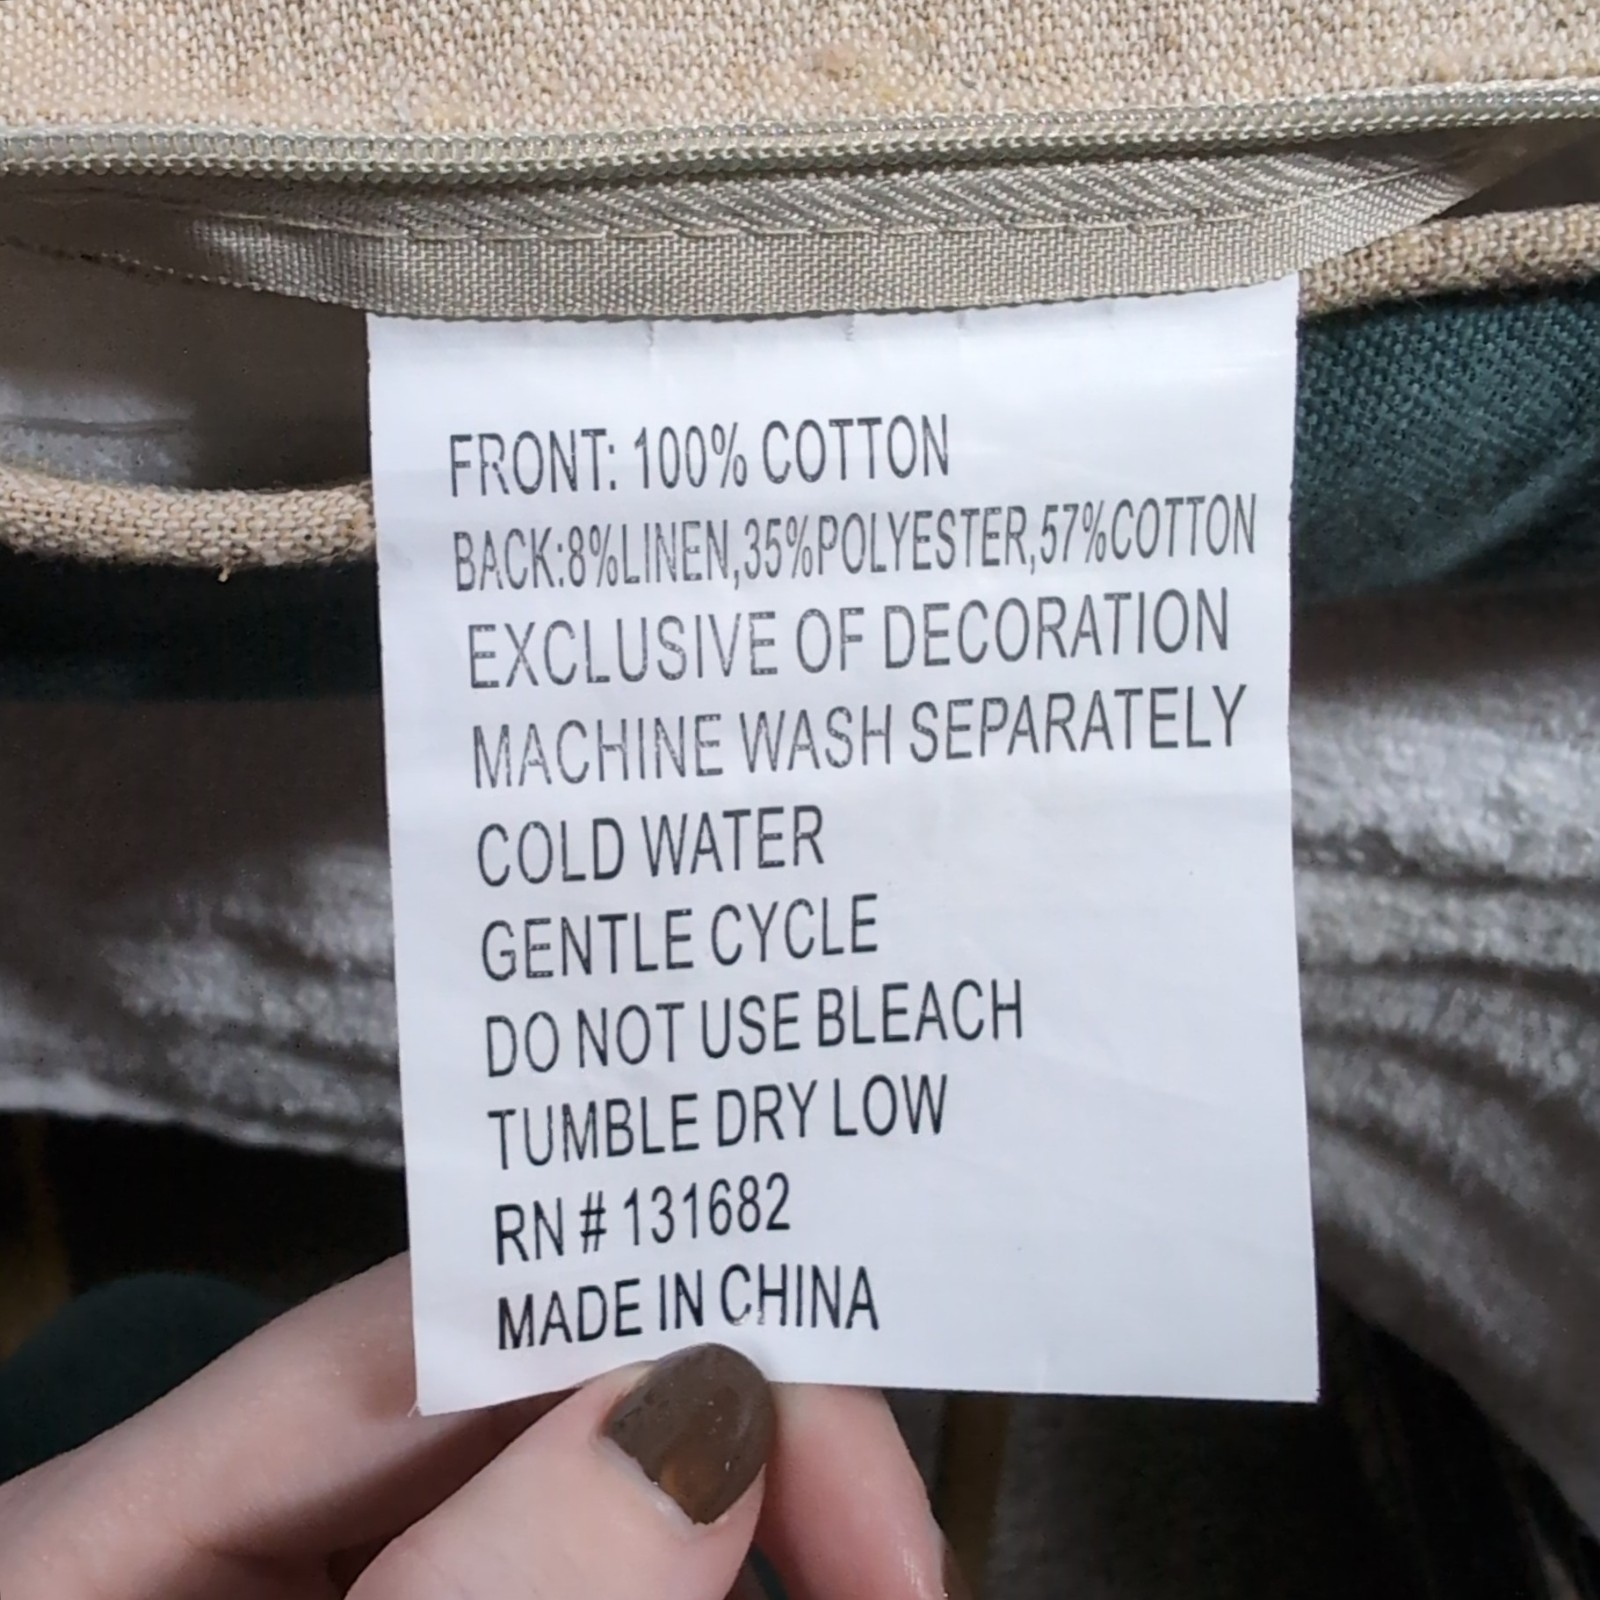 FRONT: 100% COTTON
BACK:8%LINEN,35%POLYESTER,57%COTTON
EXCLUSIVE OF DECORATION
MACHINE WASH SEPARATELY
COLD WATER
GENTLE CYCLE
DO NOT USE BLEACH
TUMBLE DRY LOW
RN # 131682
MADE IN CHINA